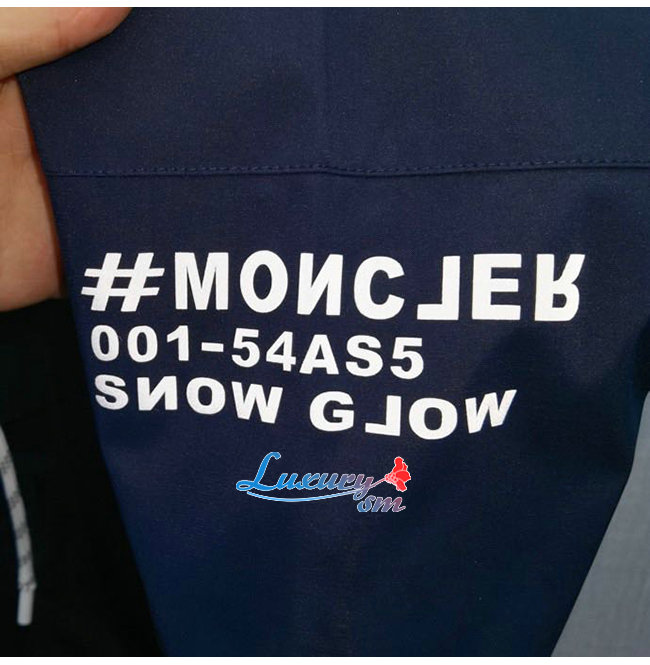 #MONCLER
001-54AS5
SNOW GLOW
Luxury
sm